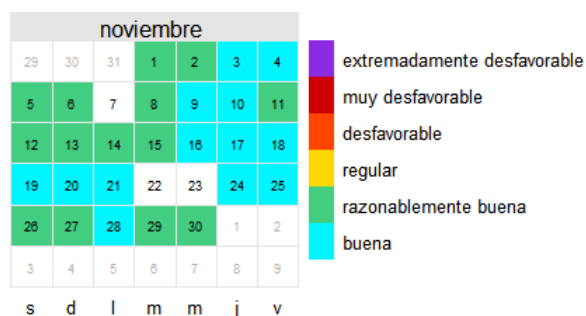 noviembre
29 30 31 1 2 3 4
5 6 7 8 9 10 11
12 13 14 15 16 17 18
19 20 21 22 23 24 25
26 27 28 29 30 1 2
3 4 5 6 7 8 9
s d l m m j v
extremadamente desfavorable
muy desfavorable
desfavorable
regular
razonablemente buena
buena